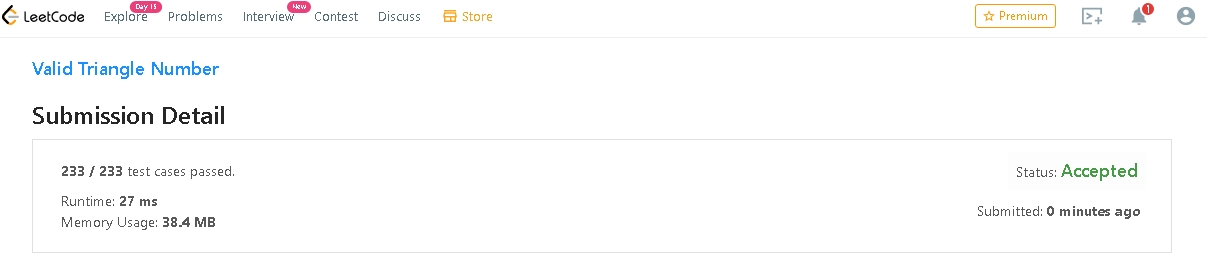 LeetCode Explore Day 15 Problems Interview New Contest Discuss Store Premium 1
Valid Triangle Number
Submission Detail
233 / 233 test cases passed. Status: Accepted
Runtime: 27 ms
Memory Usage: 38.4 MB Submitted: 0 minutes ago